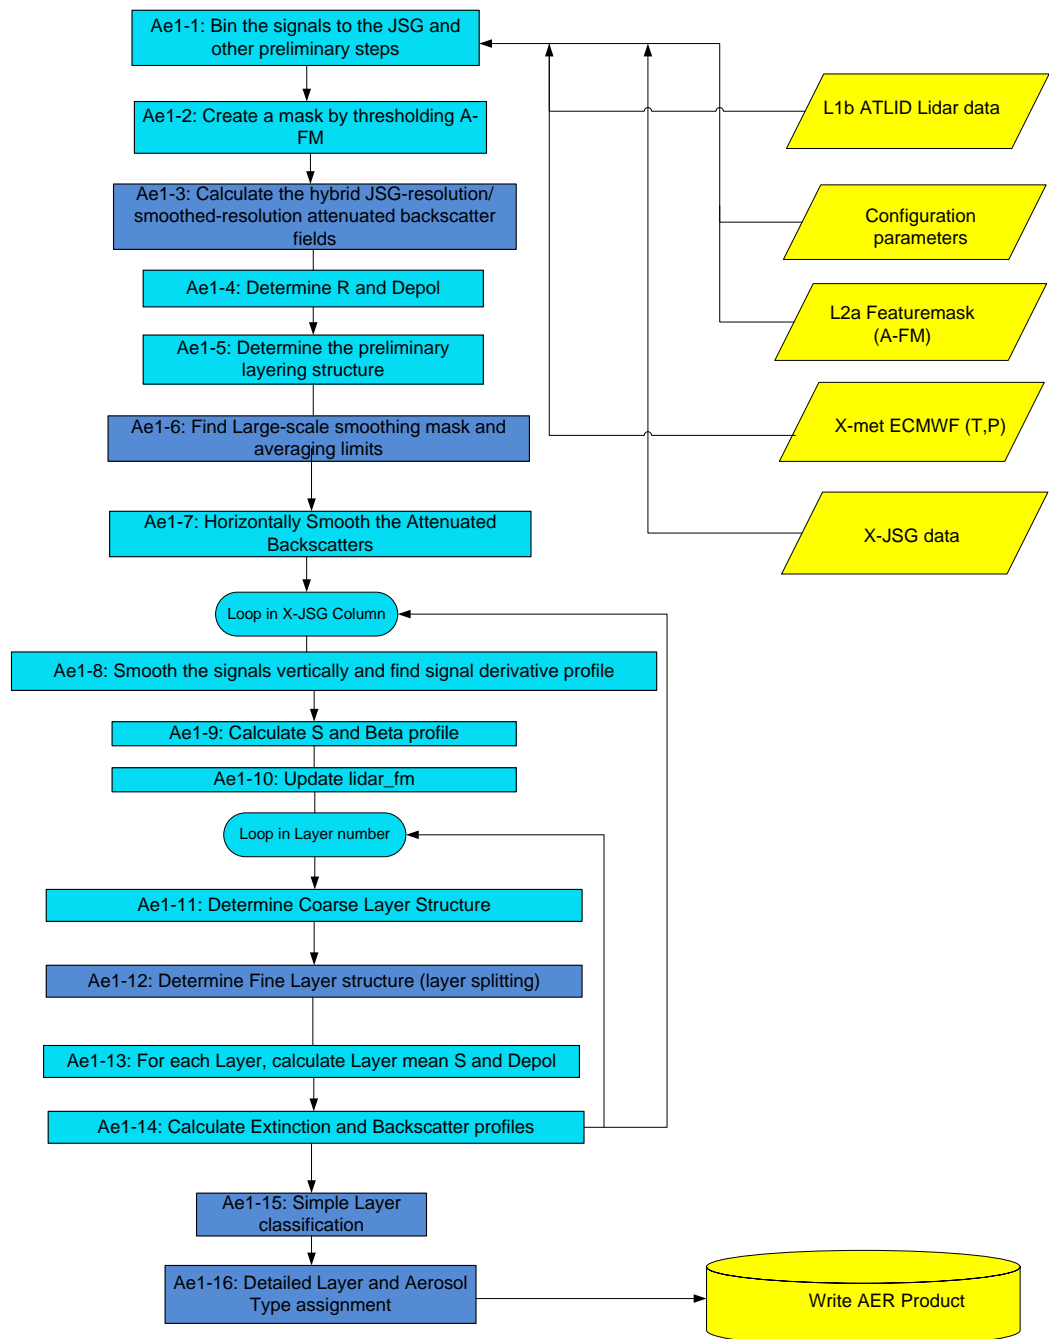 Ae1-1: Bin the signals to the JSG and
other preliminary steps
Ae1-2: Create a mask by thresholding A-
FM
Ae1-3: Calculate the hybrid JSG-resolution/
smoothed-resolution attenuated backscatter
fields
Ae1-4: Determine R and Depol
Ae1-5: Determine the preliminary
layering structure
Ae1-6: Find Large-scale smoothing mask and
averaging limits
Ae1-7: Horizontally Smooth the Attenuated
Backscatters
Loop in X-JSG Column
Ae1-8: Smooth the signals vertically and find signal derivative profile
Ae1-9: Calculate S and Beta profile
Ae1-10: Update lidar_fm
Loop in Layer number
Ae1-11: Determine Coarse Layer Structure
Ae1-12: Determine Fine Layer structure (layer splitting)
Ae1-13: For each Layer, calculate Layer mean S and Depol
Ae1-14: Calculate Extinction and Backscatter profiles
Ae1-15: Simple Layer
classification
Ae1-16: Detailed Layer and Aerosol
Type assignment
L1b ATLID Lidar data
Configuration
parameters
L2a Featuremask
(A-FM)
X-met ECMWF (T,P)
X-JSG data
Write AER Product